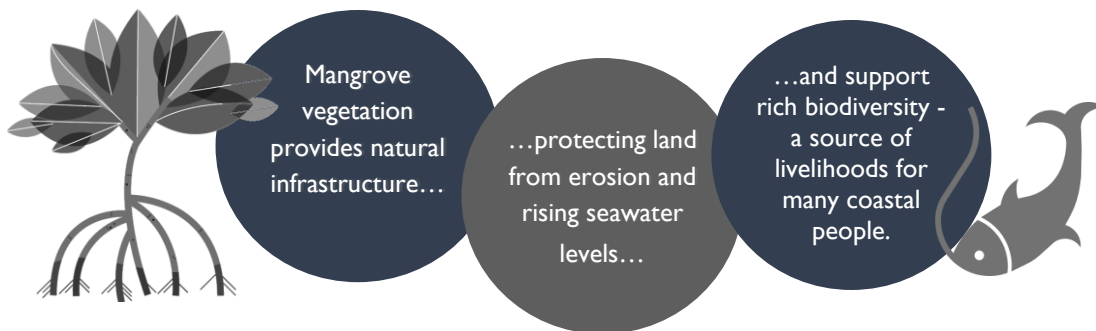 Mangrove
vegetation
provides natural
infrastructure…
…protecting land
from erosion and
rising seawater
levels…
…and support
rich biodiversity -
a source of
livelihoods for
many coastal
people.